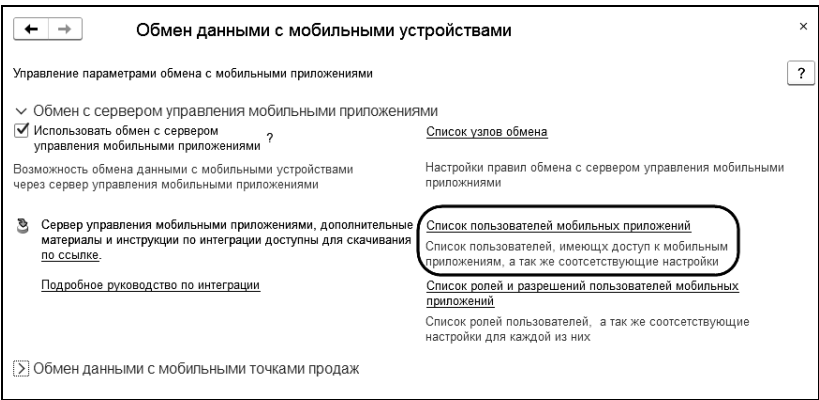 Обмен данными с мобильными устройствами
Управление параметрами обмена с мобильными приложениями
?
Обмен с сервером управления мобильными приложениями
Использовать обмен с сервером
управления мобильными приложениями ?
Возможность обмена данными с мобильными устройствами
через сервер управления мобильными приложениями
Список узлов обмена
Настройки правил обмена с сервером управления мобильными
приложниями
Сервер управления мобильными приложениями, дополнительные
материалы и инструкции по интеграции доступны для скачивания
по ссылке.
Подробное руководство по интеграции
Список пользователей мобильных приложений
Список пользователей, имеющх доступ к мобильным
приложениям, а так же соотсетствующие настройки
Список ролей и разрешений пользователей мобильных
приложений
Список ролей пользователей, а так же соотсетствующие
настройки для каждой из них
Обмен данными с мобильными точками продаж